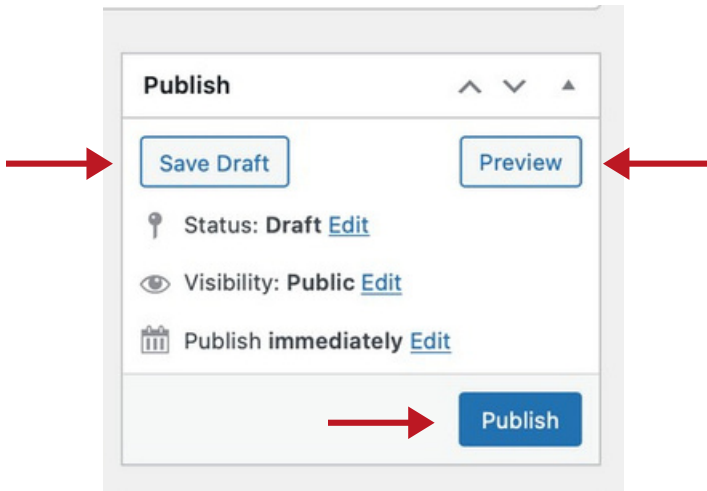 Publish
Save Draft Preview
Status: Draft Edit
Visibility: Public Edit
Publish immediately Edit
Publish